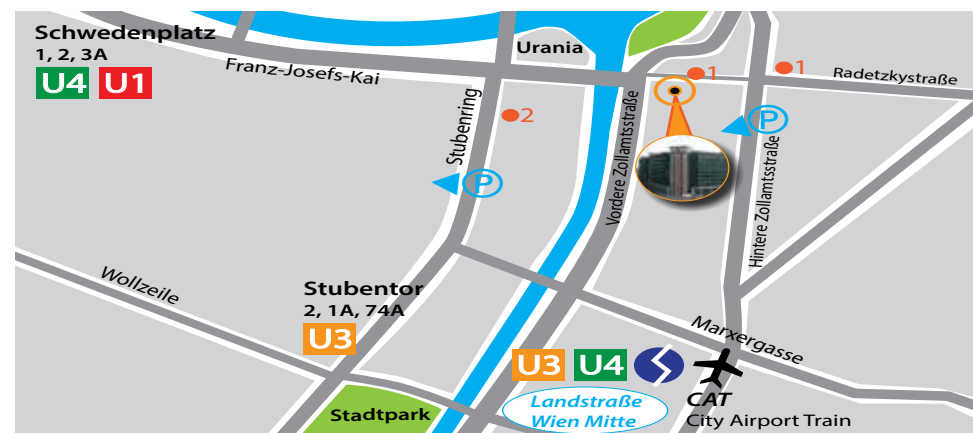 Schwedenplatz
1, 2, 3A
U4 U1
Franz-Josefs-Kai
Urania
Stubenring
2
P
Vordere Zollamtsstraße
1
1
Radetzkystraße
P
Hintere Zollamtsstraße
Wollzeile
Stubentor
2, 1A, 74A
U3
Stadtpark
Marxergasse
U3 U4
Landstraße
Wien Mitte
CAT
City Airport Train